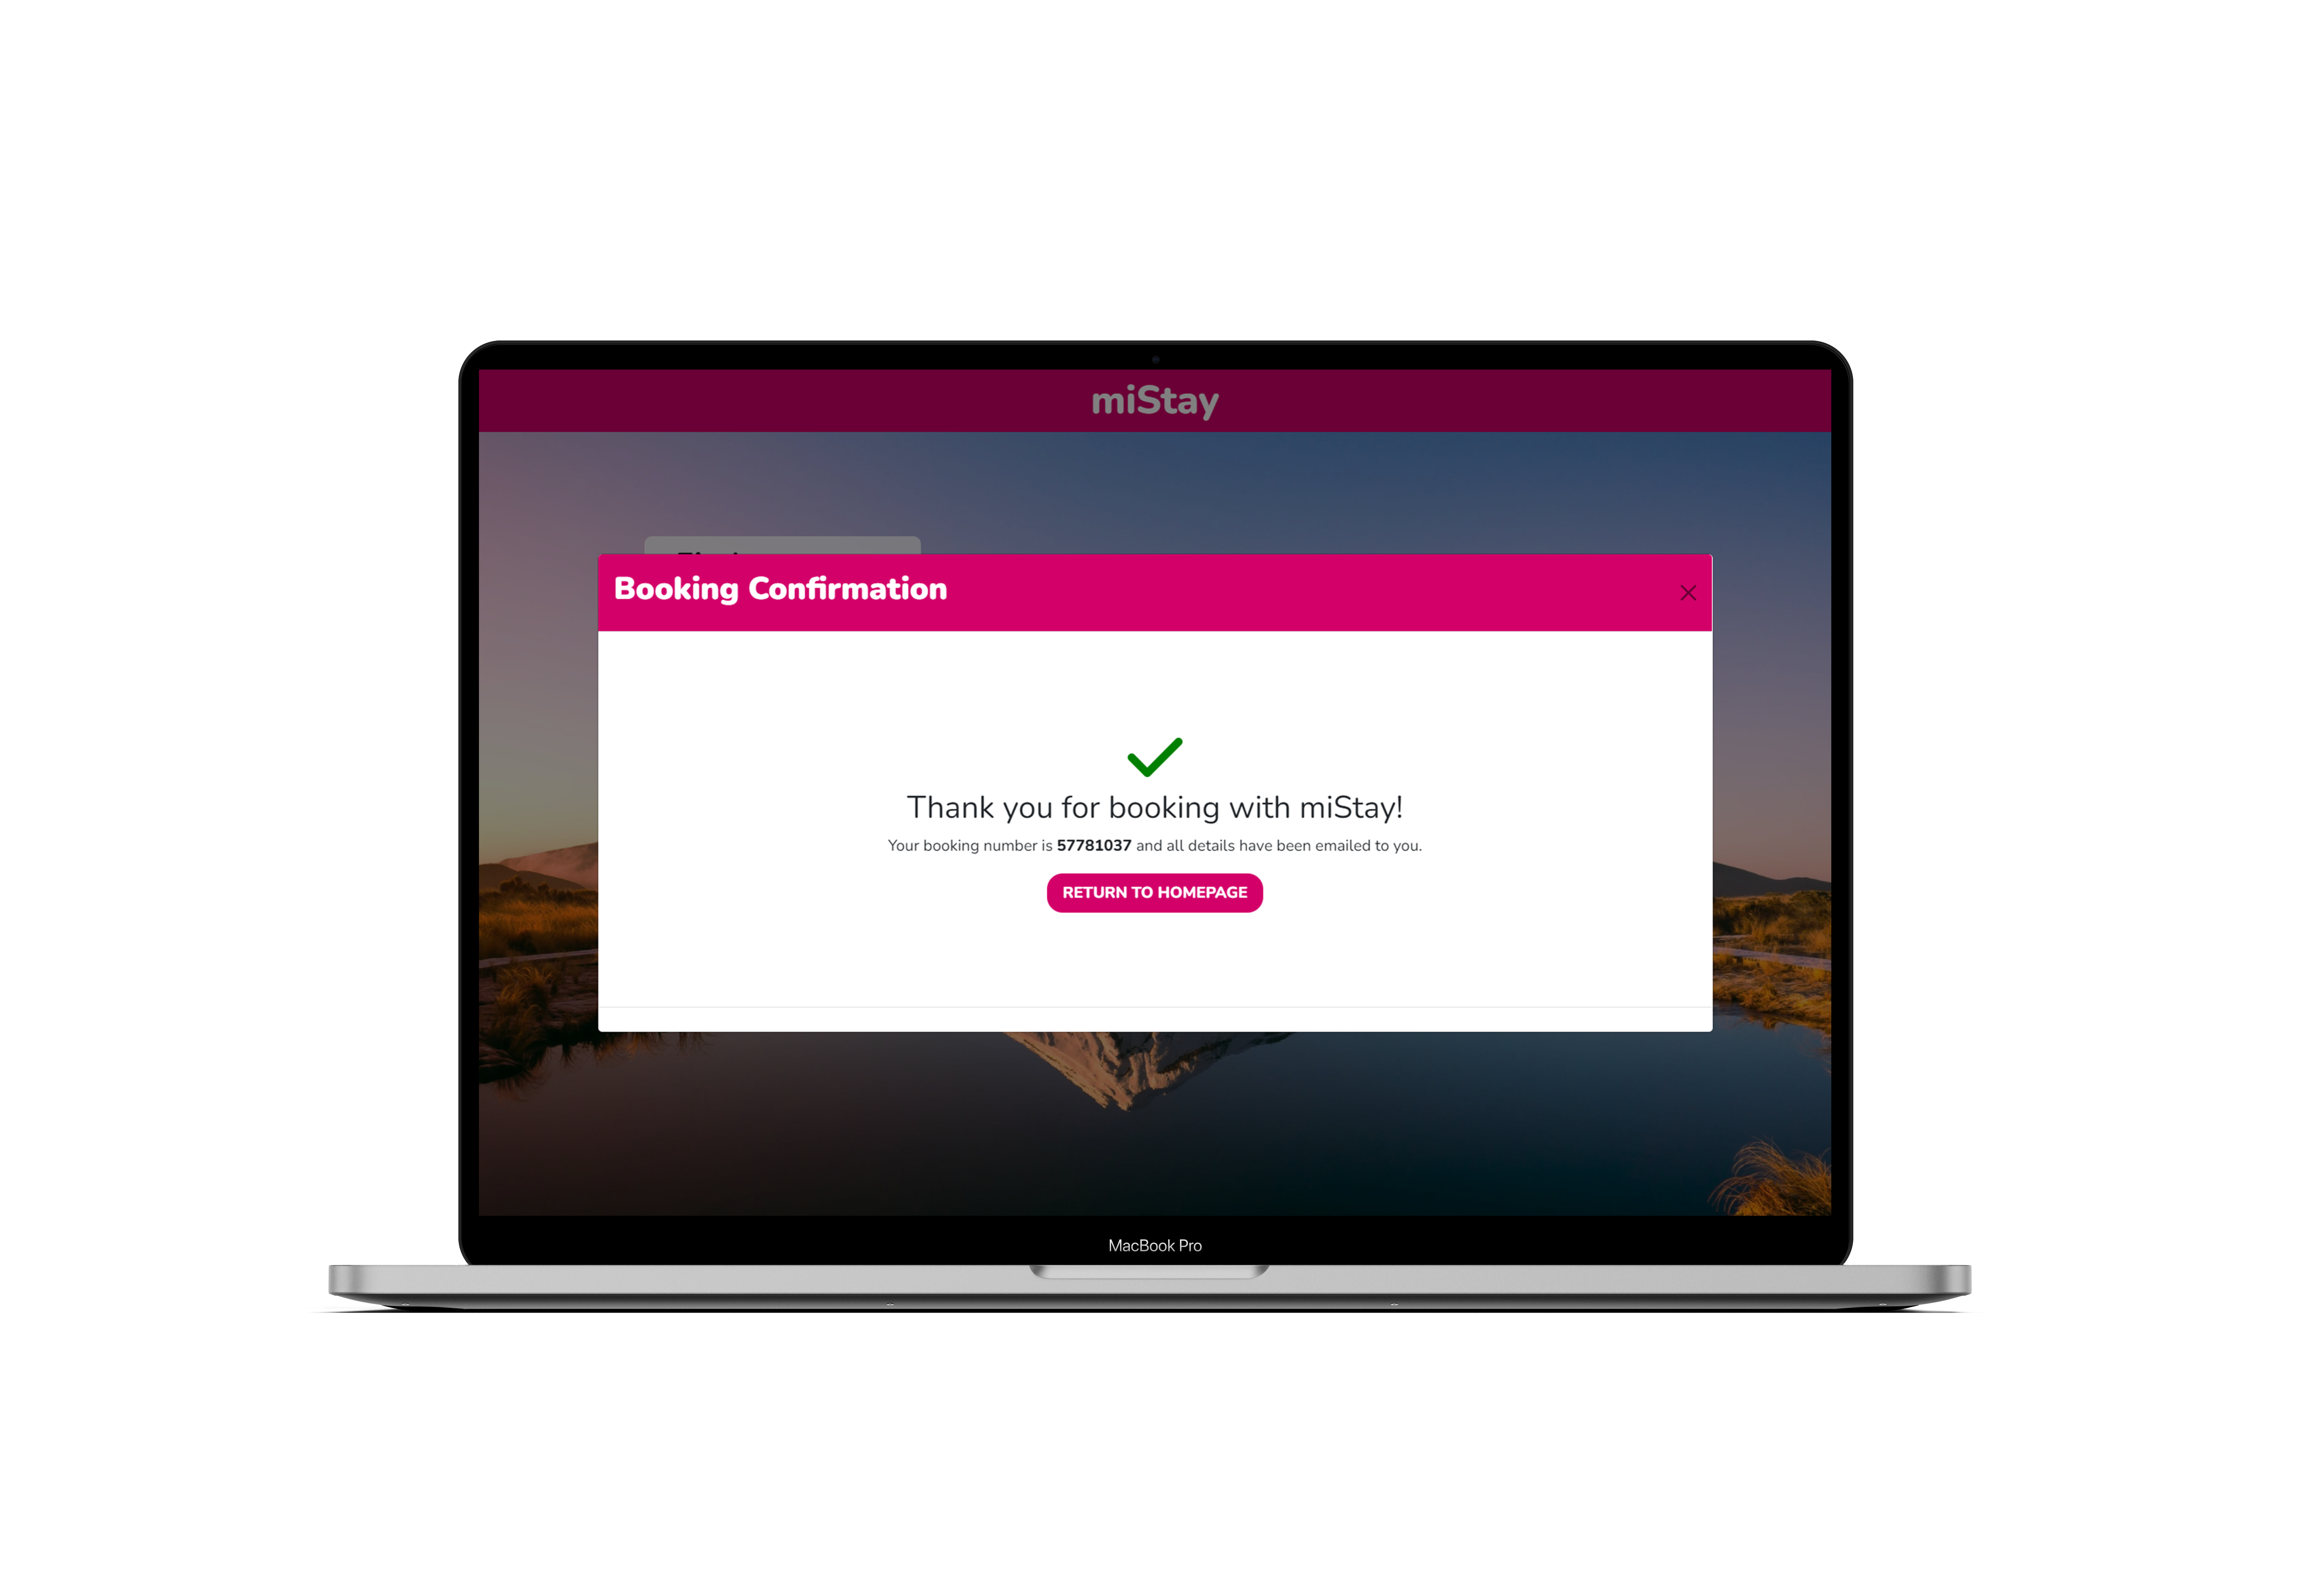 miStay
Booking Confirmation
Thank you for booking with miStay!
Your booking number is 57781037 and all details have been emailed to you.
RETURN TO HOMEPAGE
MacBook Pro